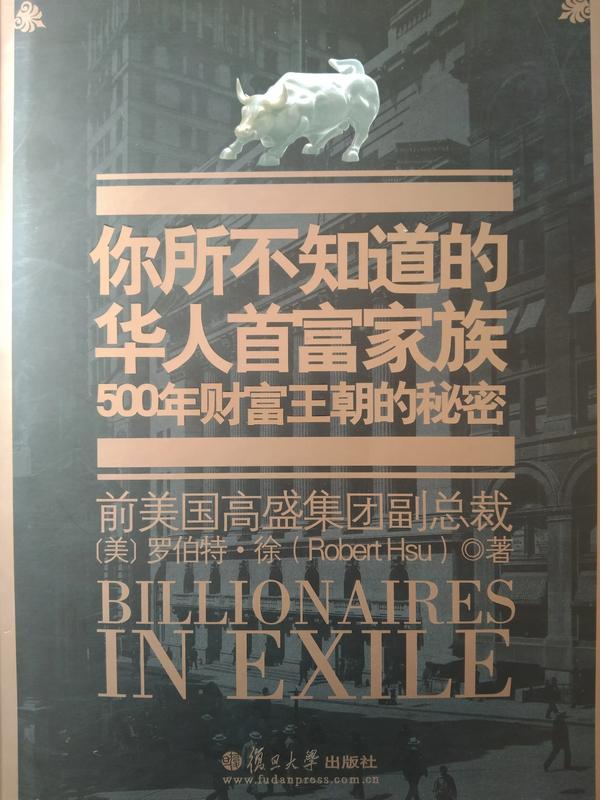 你所不知道的
华人首富家族
500年财富王朝的秘密
前美国高盛集团副总裁
〔美〕罗伯特·徐（Robert Hsu）◎著
BILLIONAIRES
IN EXILE
復旦大學 出版社
www.fudanpress.com.cn